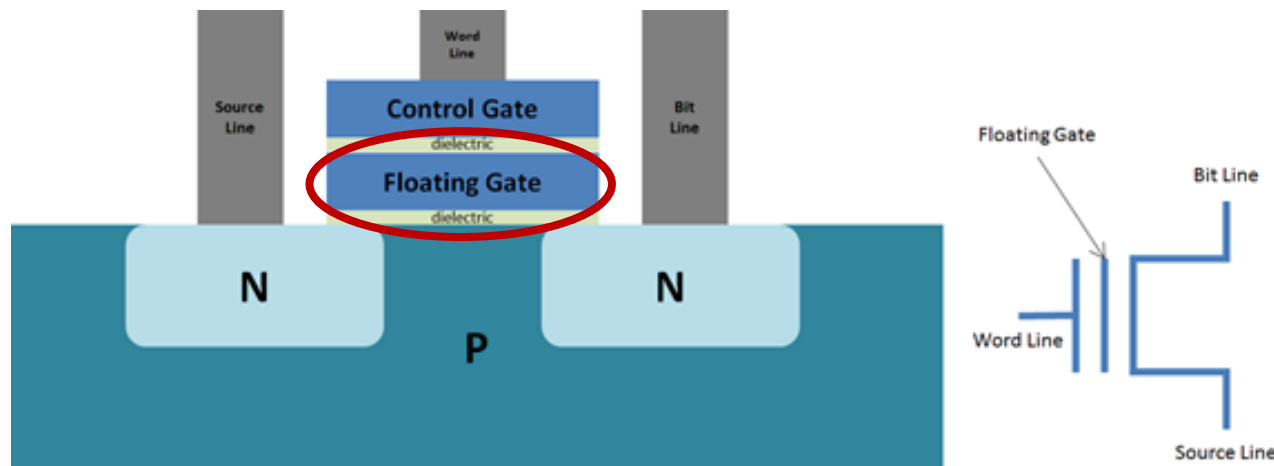 Word
Line
Source
Line
Control Gate
Bit
Line
dielectric
Floating Gate
dielectric
N
N
P
Floating Gate
Bit Line
Word Line
Source Line